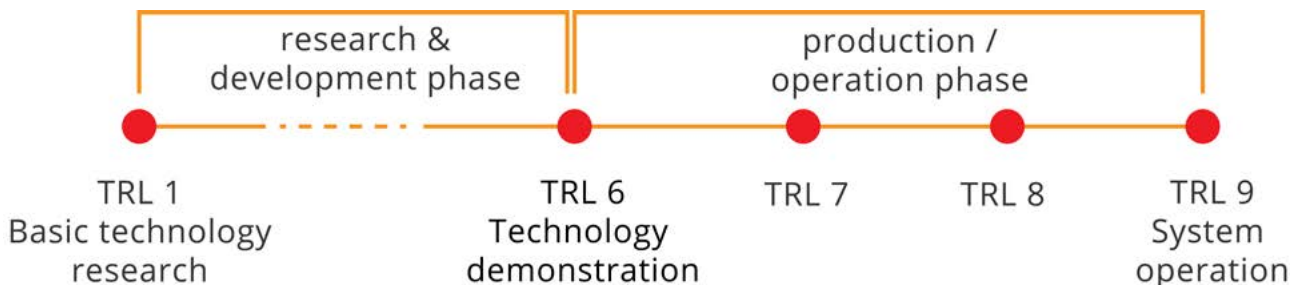 research &
development phase
production /
operation phase
TRL 1
Basic technology
research
TRL 6
Technology
demonstration
TRL 7
TRL 8
TRL 9
System
operation